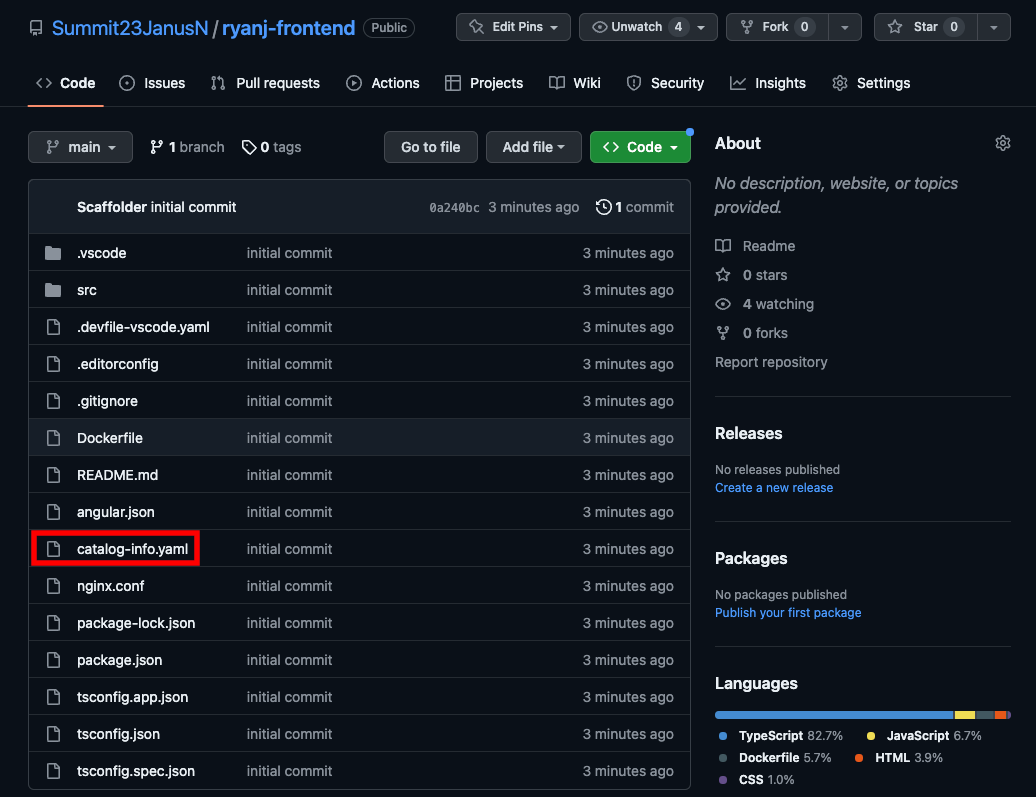 Summit23JanusN / ryanj-frontend Public Edit Pins Unwatch 4 Fork 0 Star 0
Code Issues Pull requests Actions Projects Wiki Security Insights Settings
main 1 branch 0 tags Go to file Add file Code
Scaffolder initial commit 0a240bc 3 minutes ago 1 commit
.vscode initial commit 3 minutes ago
src initial commit 3 minutes ago
.devfile-vscode.yaml initial commit 3 minutes ago
.editorconfig initial commit 3 minutes ago
.gitignore initial commit 3 minutes ago
Dockerfile initial commit 3 minutes ago
README.md initial commit 3 minutes ago
angular.json initial commit 3 minutes ago
catalog-info.yaml initial commit 3 minutes ago
nginx.conf initial commit 3 minutes ago
package-lock.json initial commit 3 minutes ago
package.json initial commit 3 minutes ago
tsconfig.app.json initial commit 3 minutes ago
tsconfig.json initial commit 3 minutes ago
tsconfig.spec.json initial commit 3 minutes ago
About
No description, website, or topics
provided.
Readme
0 stars
4 watching
0 forks
Report repository
Releases
No releases published
Create a new release
Packages
No packages published
Publish your first package
Languages
TypeScript 82.7% JavaScript 6.7%
Dockerfile 5.7% HTML 3.9%
CSS 1.0%